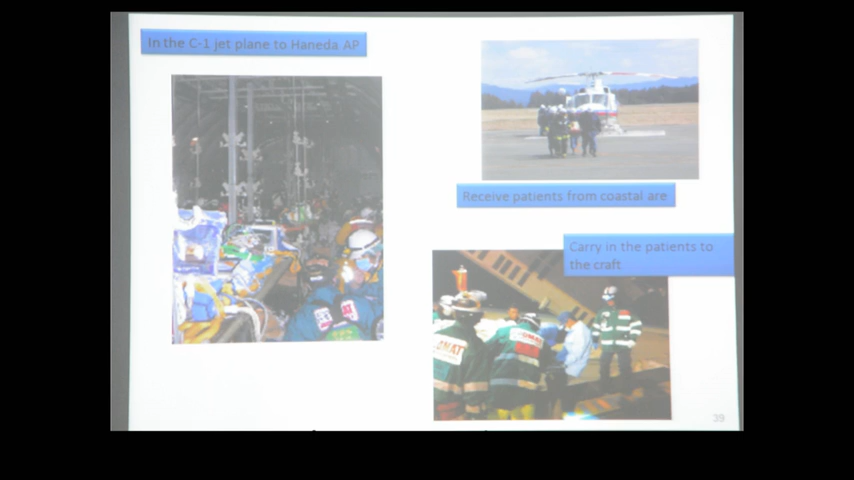 In the C-1 jet plane to Haneda AP
Receive patients from coastal are
Carry in the patients to
the craft
39